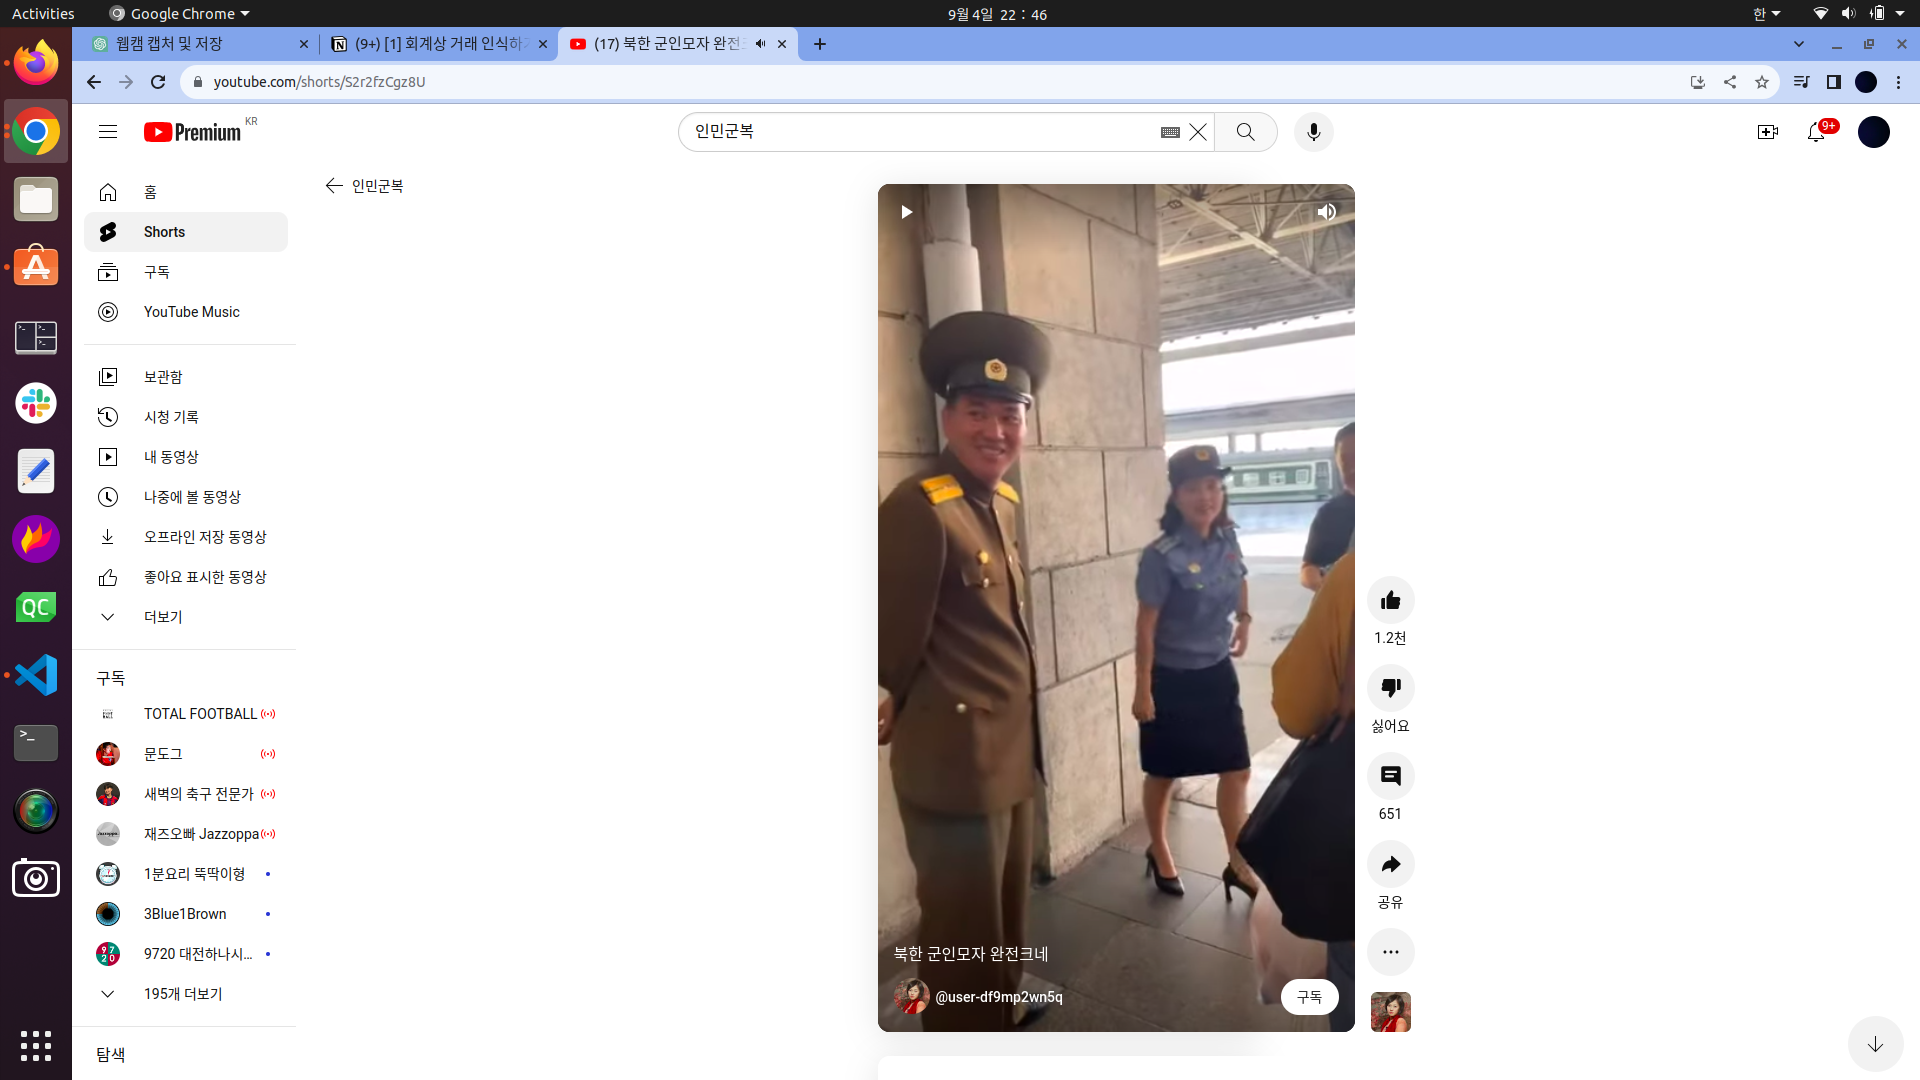 Activities
Google Chrome
9월 4일 22 : 46
한
웹캠 캡처 및 저장
(9+) [1] 회계상 거래 인식하기
(17) 북한 군인모자 완전크
youtube.com/shorts/S2r2fzCgz8U
Premium KR
인민군복
9+
홈
Shorts
구독
YouTube Music
보관함
시청 기록
내 동영상
나중에 볼 동영상
오프라인 저장 동영상
좋아요 표시한 동영상
더보기
구독
TOTAL FOOTBALL
문도그
새벽의 축구 전문가
재즈오빠 Jazzoppa
1분요리 뚝딱이형
3Blue1Brown
9720 대전하나시...
195개 더보기
탐색
인민군복
북한 군인모자 완전크네
@user-df9mp2wn5q
구독
1.2천
싫어요
651
공유
QC
>_